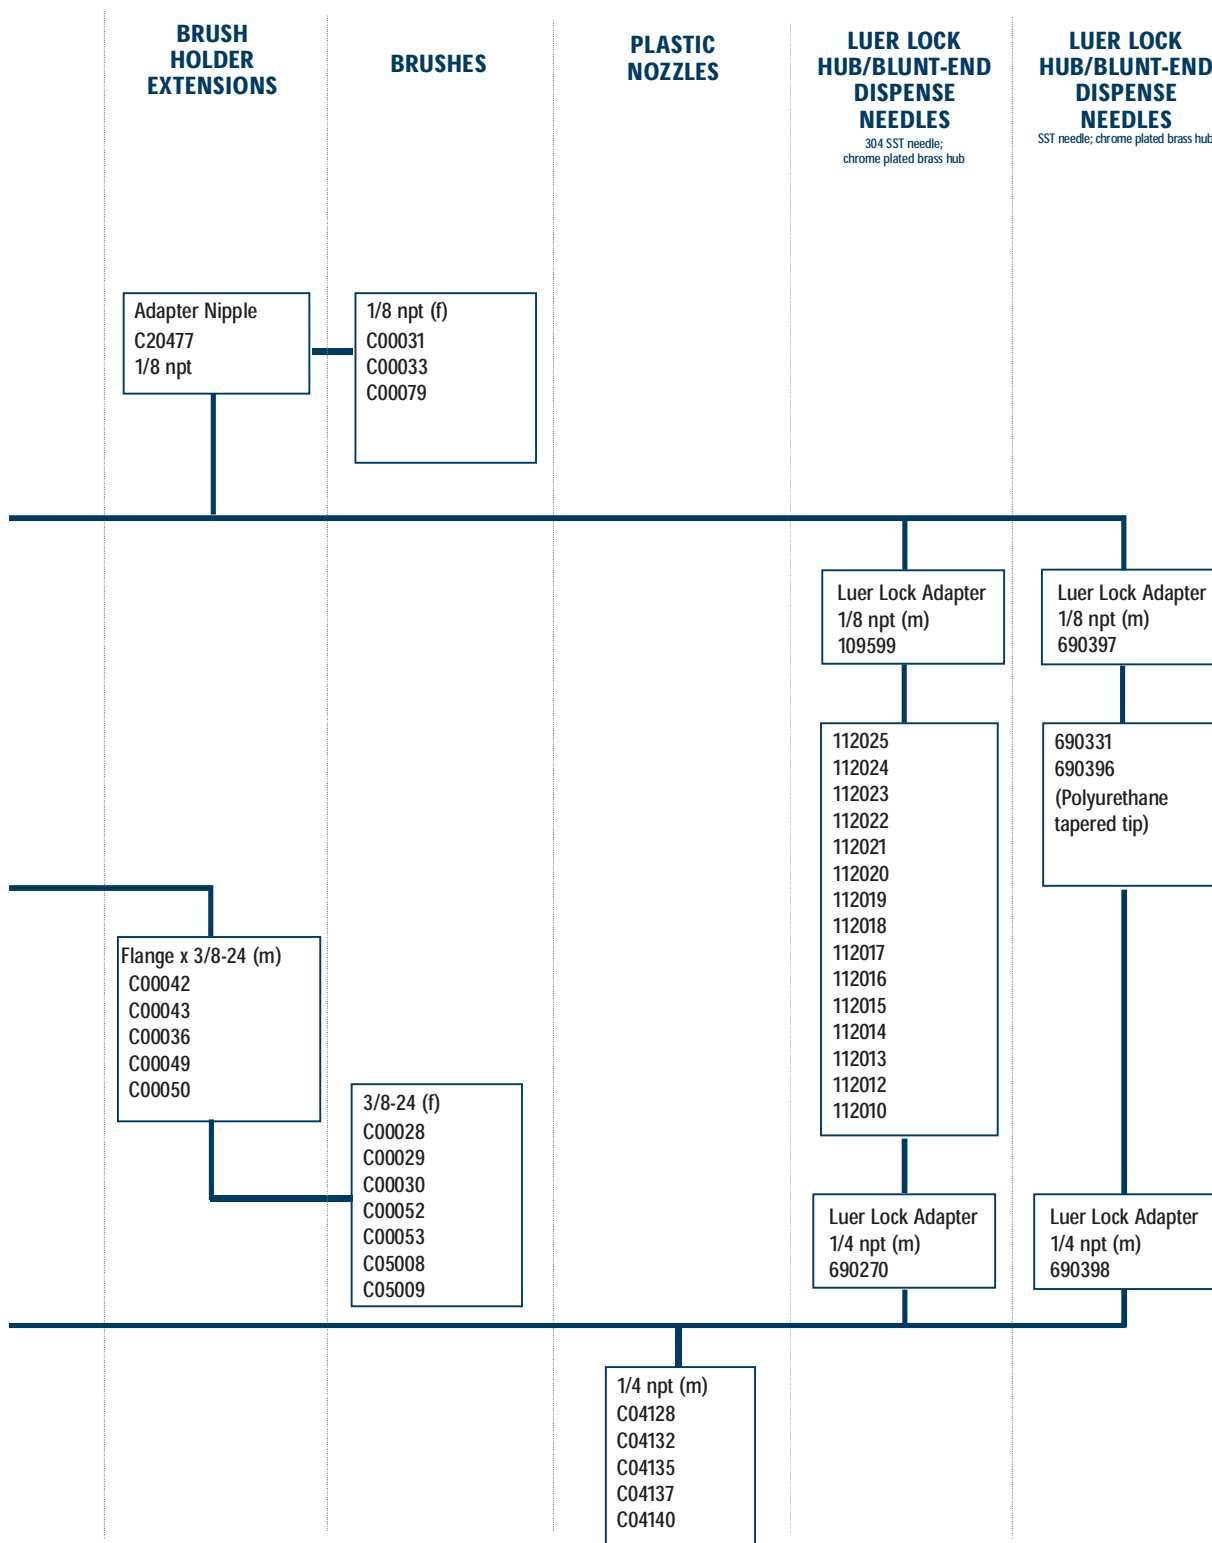 BRUSH
HOLDER
EXTENSIONS
BRUSHES
PLASTIC
NOZZLES
LUER LOCK
HUB/BLUNT-END
DISPENSE
NEEDLES
304 SST needle;
chrome plated brass hub
LUER LOCK
HUB/BLUNT-END
DISPENSE
NEEDLES
SST needle; chrome plated brass hub
Adapter Nipple
C20477
1/8 npt
1/8 npt (f)
C00031
C00033
C00079
Luer Lock Adapter
1/8 npt (m)
109599
Luer Lock Adapter
1/8 npt (m)
690397
112025
112024
112023
112022
112021
112020
112019
112018
112017
112016
112015
112014
112013
112012
112010
690331
690396
(Polyurethane
tapered tip)
Flange x 3/8-24 (m)
C00042
C00043
C00036
C00049
C00050
3/8-24 (f)
C00028
C00029
C00030
C00052
C00053
C05008
C05009
Luer Lock Adapter
1/4 npt (m)
690270
Luer Lock Adapter
1/4 npt (m)
690398
1/4 npt (m)
C04128
C04132
C04135
C04137
C04140